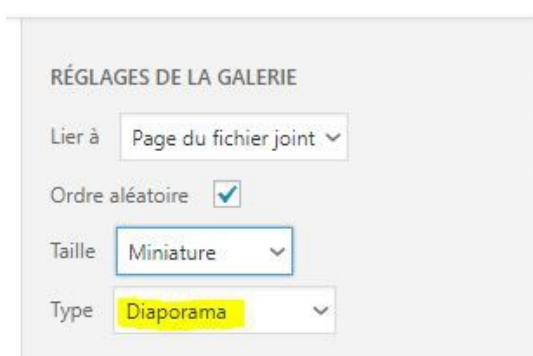 RÉGLAGES DE LA GALERIE
Lier à Page du fichier joint
Ordre aléatoire
Taille Miniature
Type Diaporama